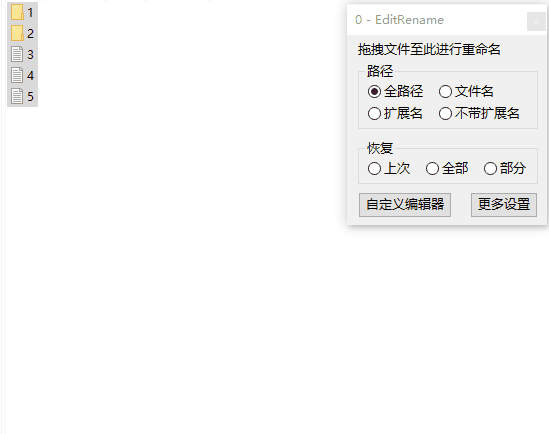 1
2
3
4
5
0 - EditRename
x
拖拽文件至此进行重命名
路径
全路径 文件名
扩展名 不带扩展名
恢复
上次 全部 部分
自定义编辑器 更多设置